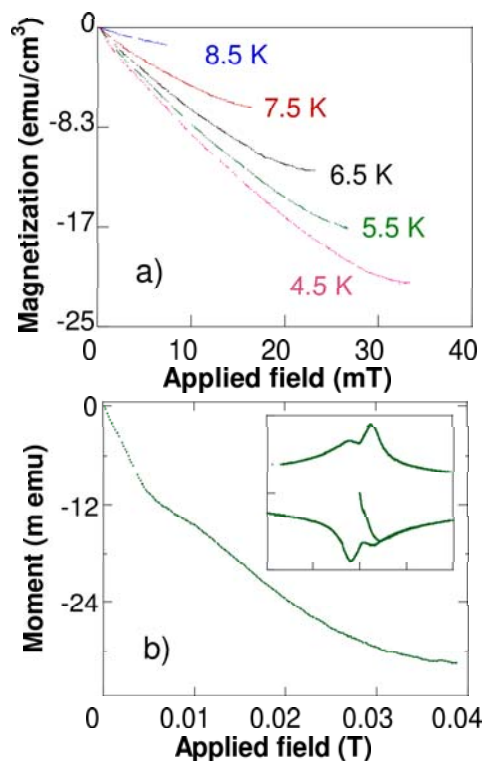 0
-8.3
-17
-25
Magnetization (emu/cm³)
8.5 K
7.5 K
6.5 K
5.5 K
4.5 K
a)
0 10 20 30 40
Applied field (mT)
0
-12
-24
Moment (m emu)
b)
0 0.01 0.02 0.03 0.04
Applied field (T)